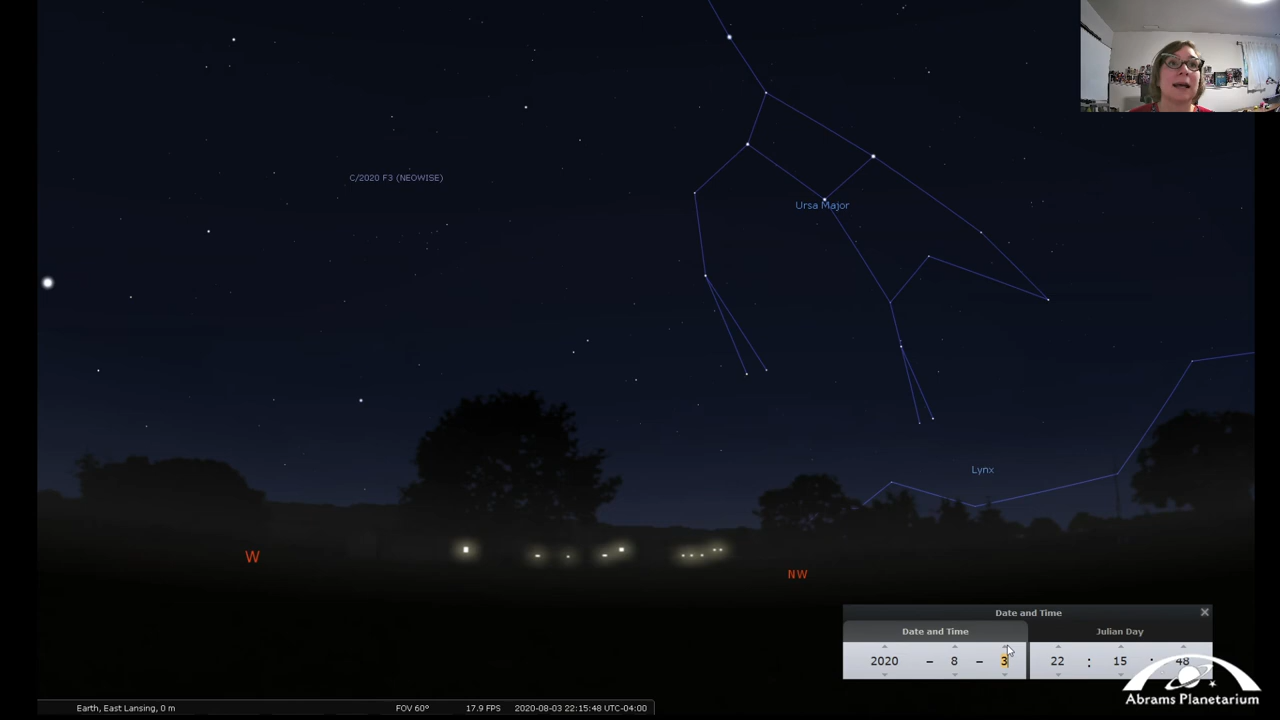 C/2020 F3 (NEOWISE)
Ursa Major
Lynx
W
NW
Date and Time
Date and Time
Julian Day
2020 - 8 - 3
22 : 15 : 48
Abrams Planetarium
Earth, East Lansing, 0 m
FOV 60°
17.9 FPS
2020-08-03 22:15:48 UTC-04:00